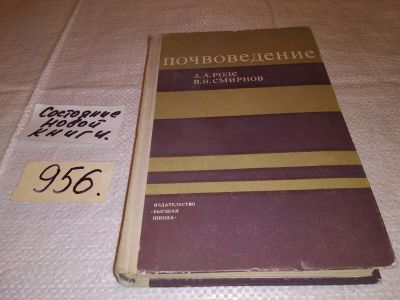 ПОЧВОВЕДЕНИЕ
А.А.РОДЕ
В.Н.СМИРНОВ
Состояние
новой
книги.
956.
ИЗДАТЕЛЬСТВО
«ВЫСШАЯ
ШКОЛА»